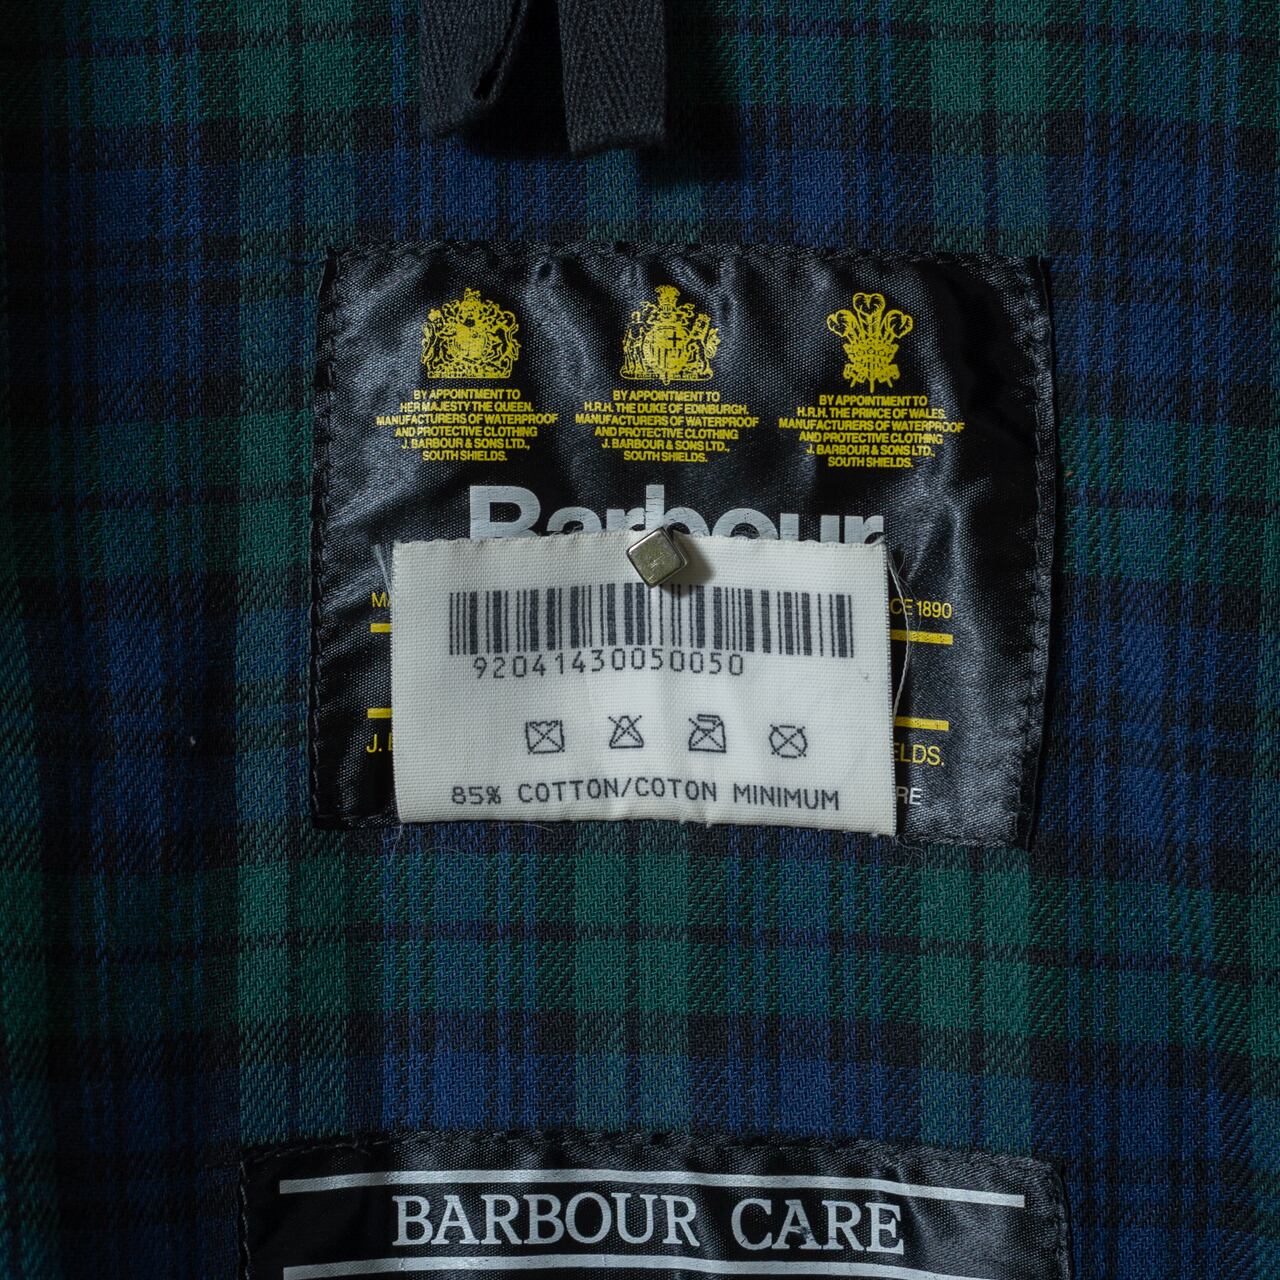 BY APPOINTMENT TO
HER MAJESTY THE QUEEN.
MANUFACTURERS OF WATERPROOF
AND PROTECTIVE CLOTHING
J. BARBOUR & SONS LTD.,
SOUTH SHIELDS.
BY APPOINTMENT TO
H.R.H. THE DUKE OF EDINBURGH.
MANUFACTURERS OF WATERPROOF
AND PROTECTIVE CLOTHING
J. BARBOUR & SONS LTD.,
SOUTH SHIELDS.
BY APPOINTMENT TO
H.R.H. THE PRINCE OF WALES.
MANUFACTURERS OF WATERPROOF
AND PROTECTIVE CLOTHING
J. BARBOUR & SONS LTD.,
SOUTH SHIELDS.
Barbour
1890
92041430050050
J.
85% COTTON/COTON MINIMUM
BARBOUR CARE